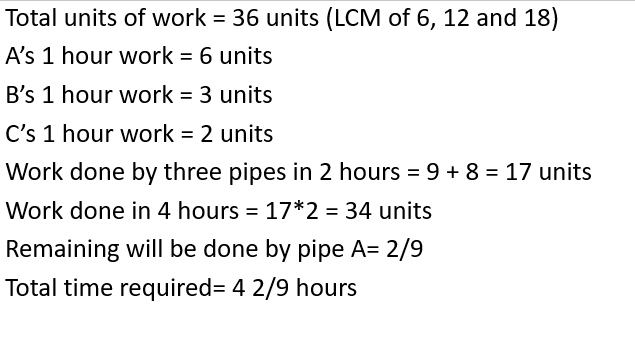 Total units of work = 36 units (LCM of 6, 12 and 18)
A’s 1 hour work = 6 units
B’s 1 hour work = 3 units
C’s 1 hour work = 2 units
Work done by three pipes in 2 hours = 9 + 8 = 17 units
Work done in 4 hours = 17*2 = 34 units
Remaining will be done by pipe A= 2/9
Total time required= 4 2/9 hours